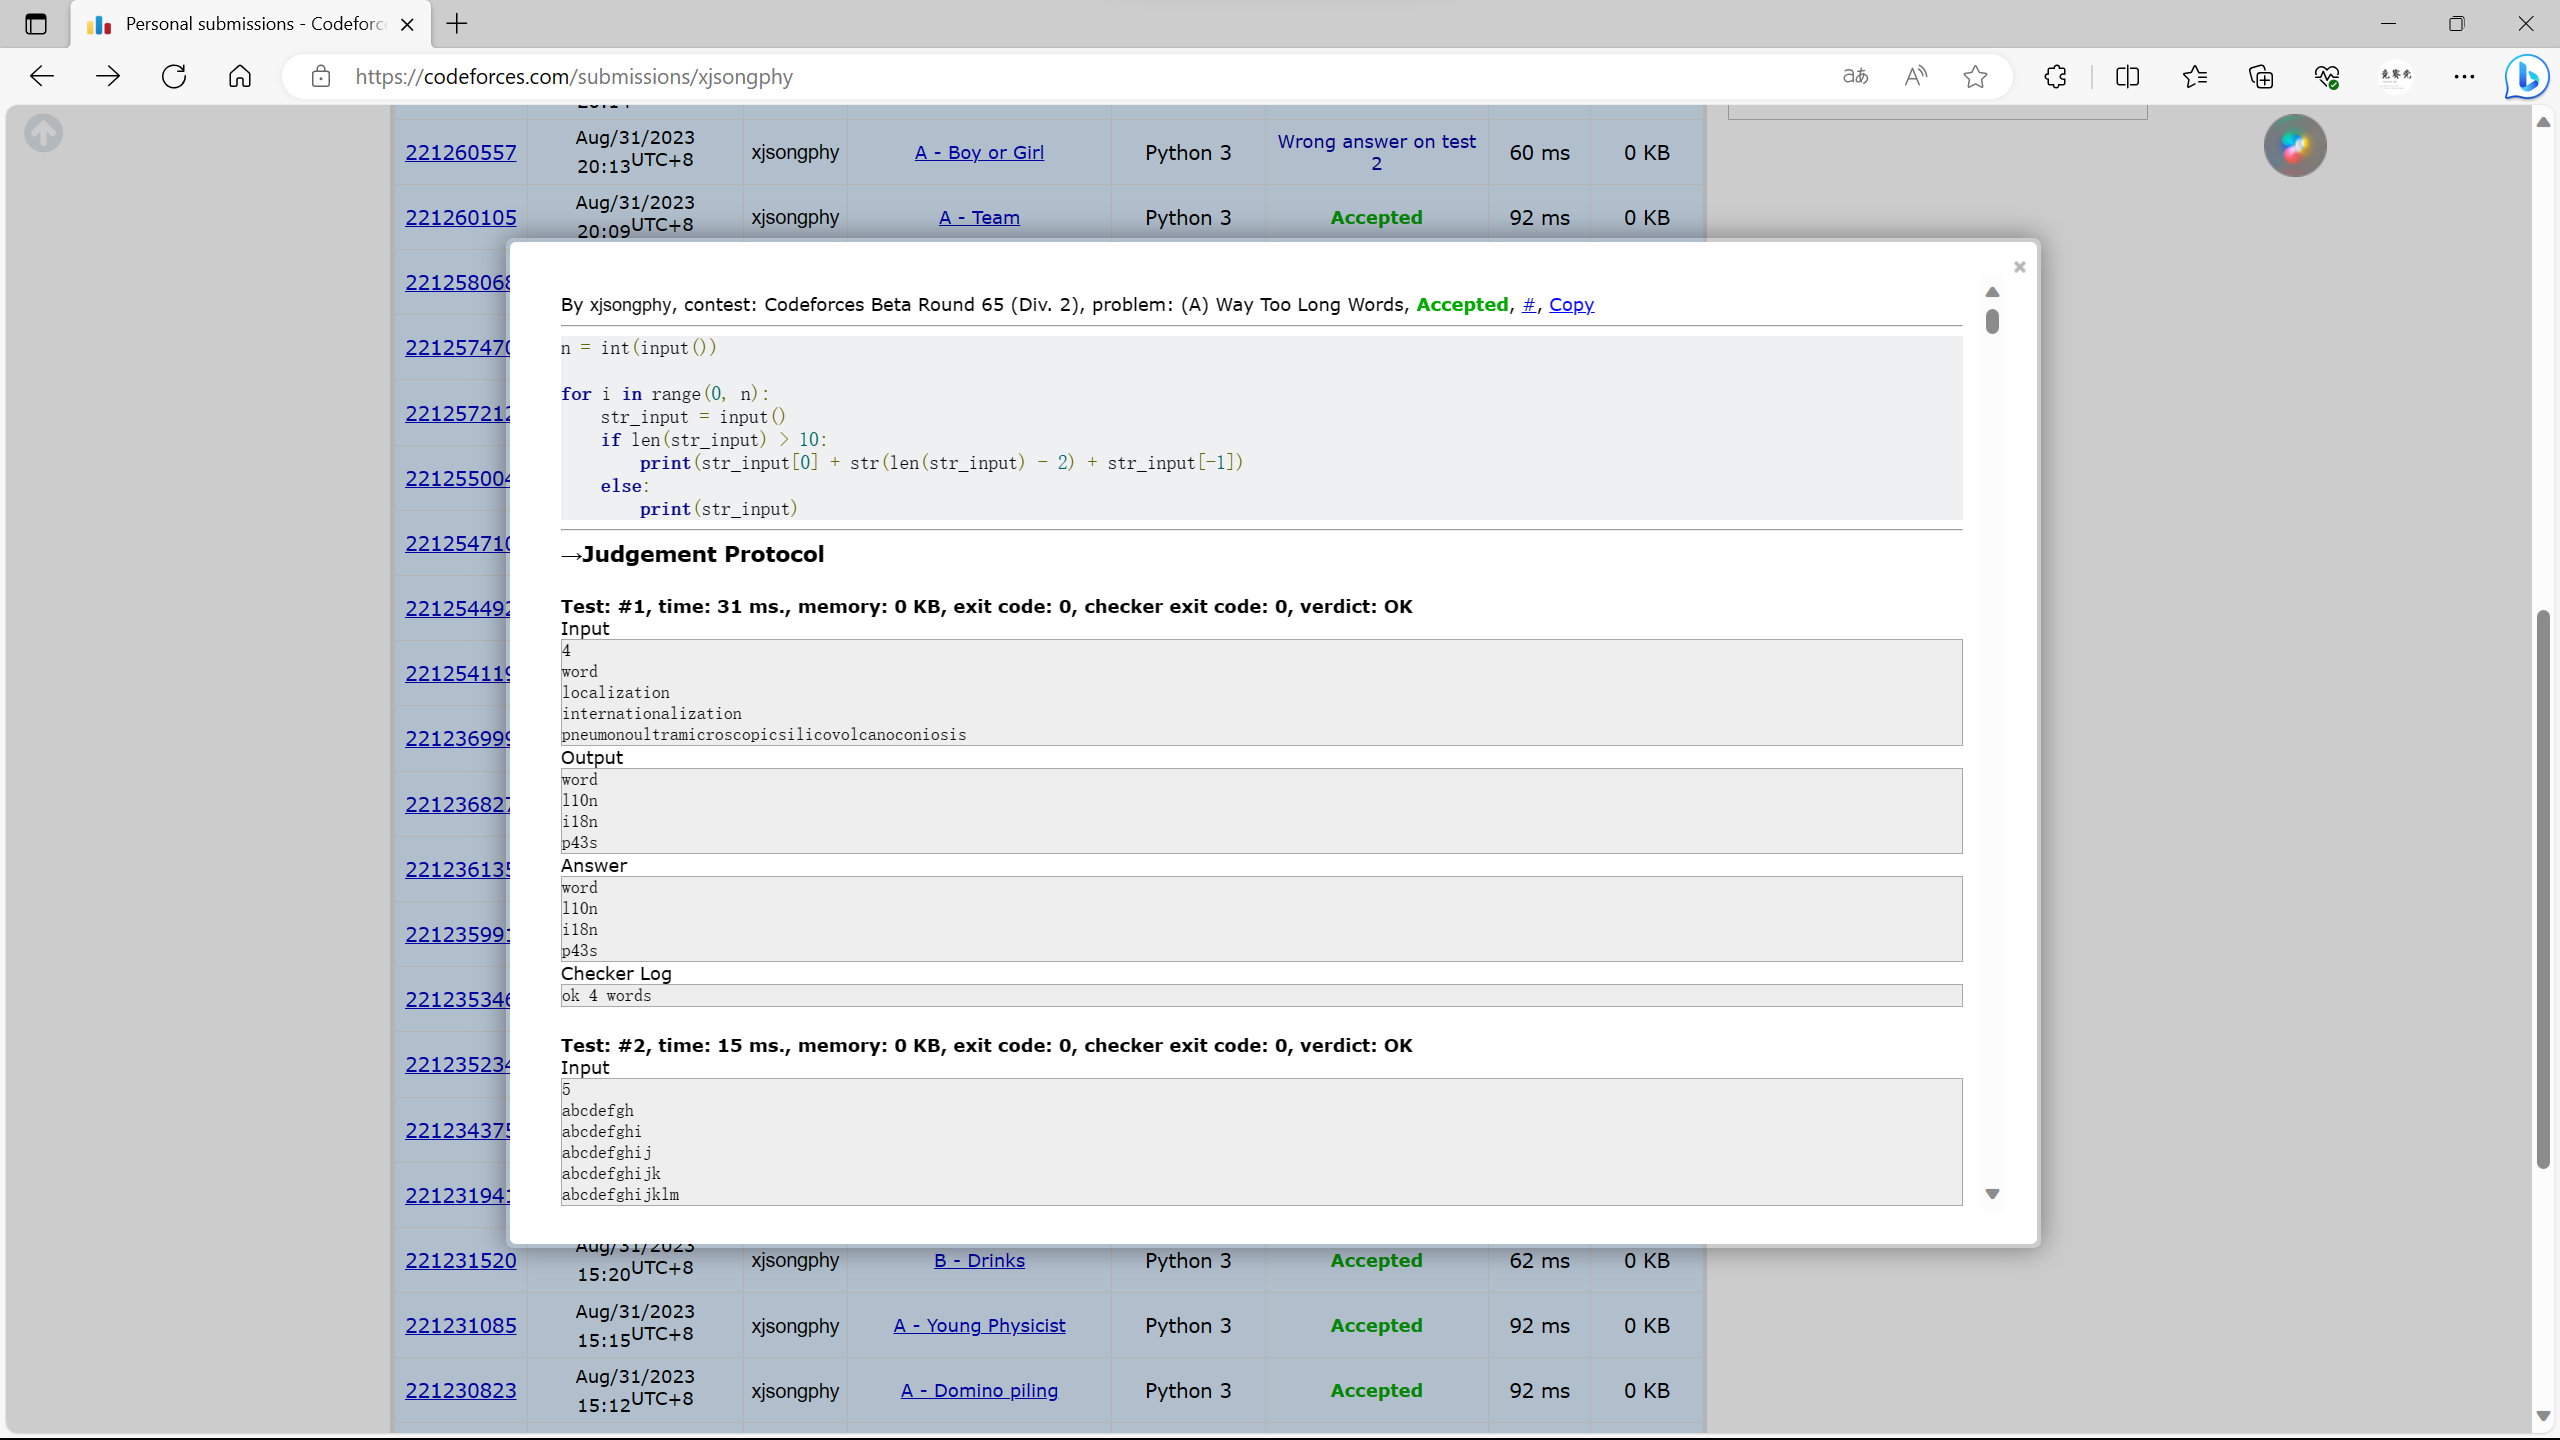 Personal submissions - Codeforc
https://codeforces.com/submissions/xjsongphy
221260557 Aug/31/2023 20:13UTC+8 xjsongphy A - Boy or Girl Python 3 Wrong answer on test 2 60 ms 0 KB
221260105 Aug/31/2023 20:09UTC+8 xjsongphy A - Team Python 3 Accepted 92 ms 0 KB
221258068
221257470
221257212
221255004
221254710
221254492
221254119
221236999
221236827
221236135
221235991
221235346
221235234
221234375
221231941
By xjsongphy, contest: Codeforces Beta Round 65 (Div. 2), problem: (A) Way Too Long Words, Accepted, #, Copy
n = int(input())
for i in range(0, n):
    str_input = input()
    if len(str_input) > 10:
        print(str_input[0] + str(len(str_input) - 2) + str_input[-1])
    else:
        print(str_input)
→Judgement Protocol
Test: #1, time: 31 ms., memory: 0 KB, exit code: 0, checker exit code: 0, verdict: OK
Input
4
word
localization
internationalization
pneumonoultramicroscopicsilicovolcanoconiosis
Output
word
l10n
i18n
p43s
Answer
word
l10n
i18n
p43s
Checker Log
ok 4 words
Test: #2, time: 15 ms., memory: 0 KB, exit code: 0, checker exit code: 0, verdict: OK
Input
5
abcdefgh
abcdefghi
abcdefghij
abcdefghijk
abcdefghijklm
221231520 Aug/31/2023 15:20UTC+8 xjsongphy B - Drinks Python 3 Accepted 62 ms 0 KB
221231085 Aug/31/2023 15:15UTC+8 xjsongphy A - Young Physicist Python 3 Accepted 92 ms 0 KB
221230823 Aug/31/2023 15:12UTC+8 xjsongphy A - Domino piling Python 3 Accepted 92 ms 0 KB